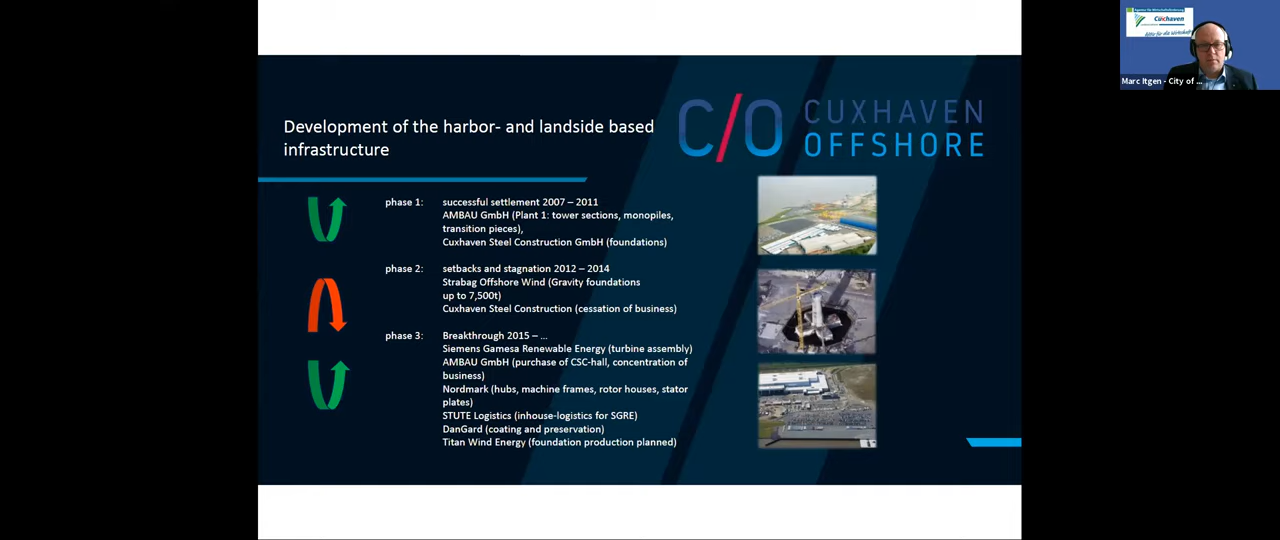 Development of the harbor- and landside based
infrastructure
C/O CUXHAVEN
OFFSHORE
phase 1: successful settlement 2007 – 2011
AMBAU GmbH (Plant 1: tower sections, monopiles,
transition pieces),
Cuxhaven Steel Construction GmbH (foundations)
phase 2: setbacks and stagnation 2012 – 2014
Strabag Offshore Wind (Gravity foundations
up to 7,500t)
Cuxhaven Steel Construction (cessation of business)
phase 3: Breakthrough 2015 – ...
Siemens Gamesa Renewable Energy (turbine assembly)
AMBAU GmbH (purchase of CSC-hall, concentration of
business)
Nordmark (hubs, machine frames, rotor houses, stator
plates)
STUTE Logistics (inhouse-logistics for SGRE)
DanGard (coating and preservation)
Titan Wind Energy (foundation production planned)
Agentur für Wirtschaftsförderung
Cuxhaven
Marc Itgen - City of ...